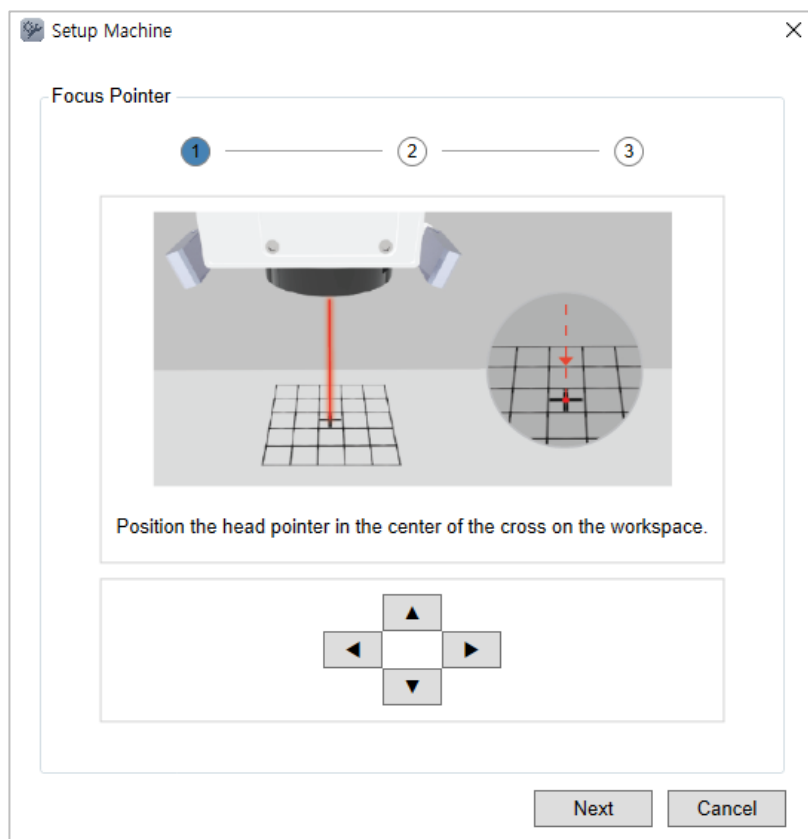 Setup Machine
Focus Pointer
1
2
3
Position the head pointer in the center of the cross on the workspace.
▲
◀
▶
▼
Next
Cancel